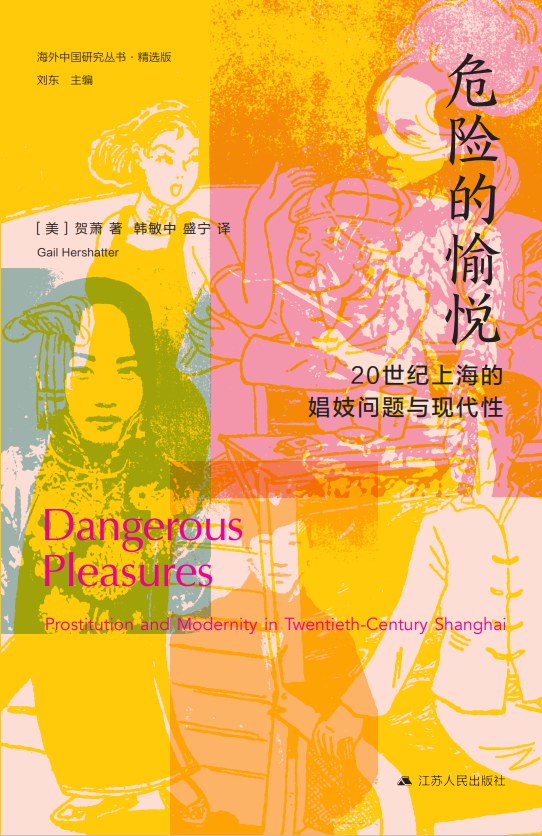 海外中国研究丛书·精选版
刘东 主编
危险的愉悦
[美] 贺萧 著 韩敏中 盛宁 译
Gail Hershatter
20世纪上海的
娼妓问题与现代性
Dangerous
Pleasures
Prostitution and Modernity in Twentieth-Century Shanghai
江苏人民出版社